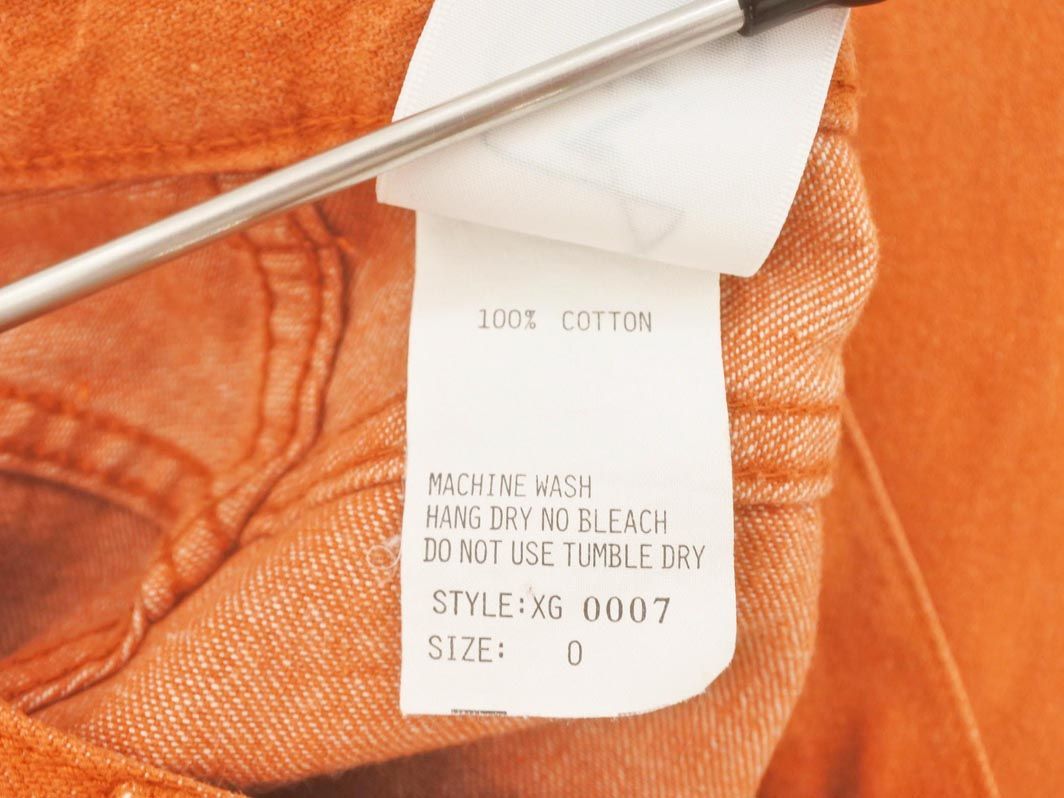 100% COTTON
MACHINE WASH
HANG DRY NO BLEACH
DO NOT USE TUMBLE DRY
STYLE:XG 0007
SIZE: 0